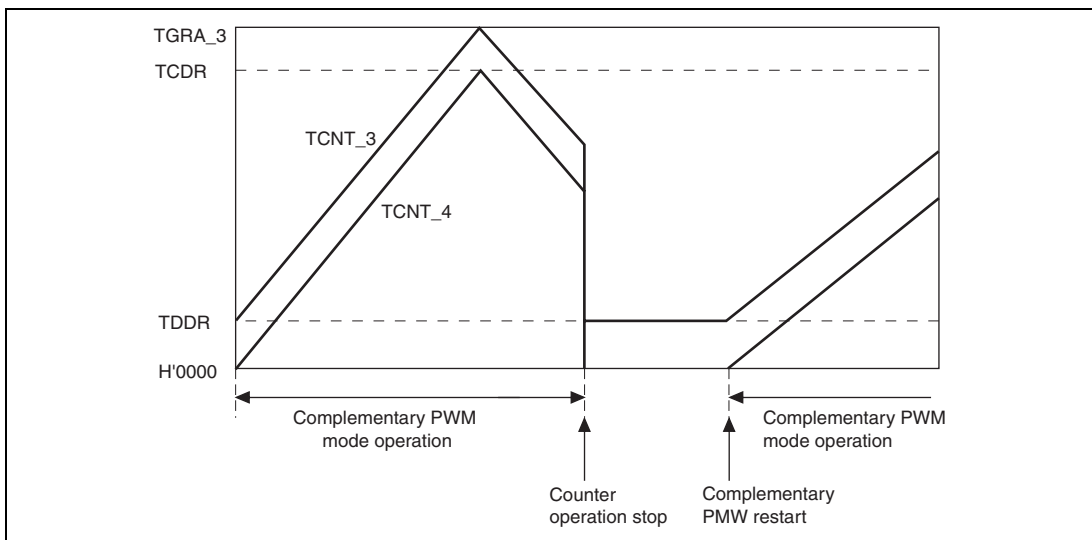 TGRA_3
TCDR
TCNT_3
TCNT_4
TDDR
H'0000
Complementary PWM
mode operation
Complementary PWM
mode operation
Counter
operation stop
Complementary
PMW restart